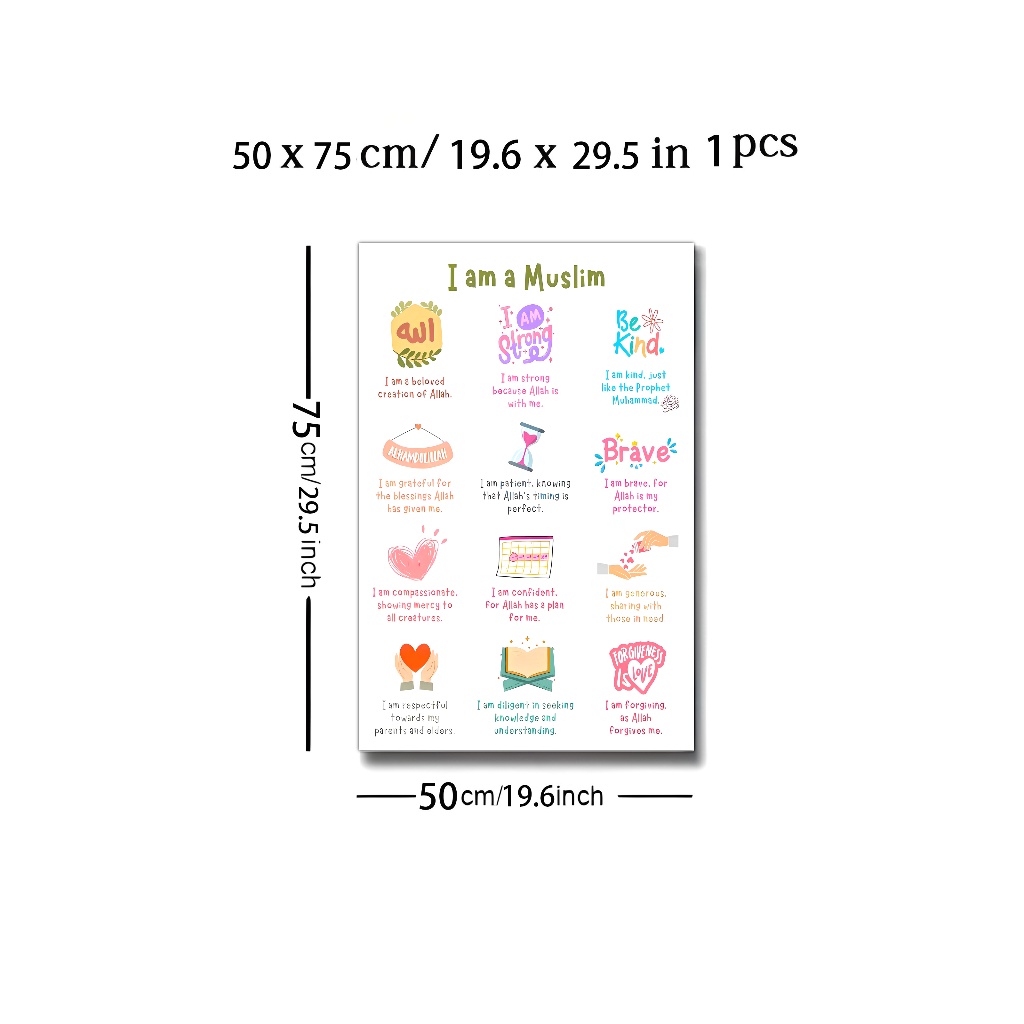 50 x 75 cm/ 19.6 x 29.5 in 1 pcs
75cm/29.5inch
I am a Muslim
الله
I am a beloved
creation of Allah.
I AM
Strong
I am strong
because Allah is
with me.
Be
Kind.
I am kind, just
like the Prophet
Muhammad.
ALHAMDULILLAH
I am grateful for
the blessings Allah
has given me.
I am patient, knowing
that Allah's timing is
perfect.
Brave
I am brave, for
Allah is my
protector.
I am compassionate,
showing mercy to
all creatures.
I am confident,
for Allah has a plan
for me.
I am generous,
sharing with
those in need
I am respectful
towards my
parents and elders.
I am diligent in seeking
knowledge and
understanding.
FORGIVENESS
IS LOVE
I am forgiving,
as Allah
forgives me.
50cm/19.6inch